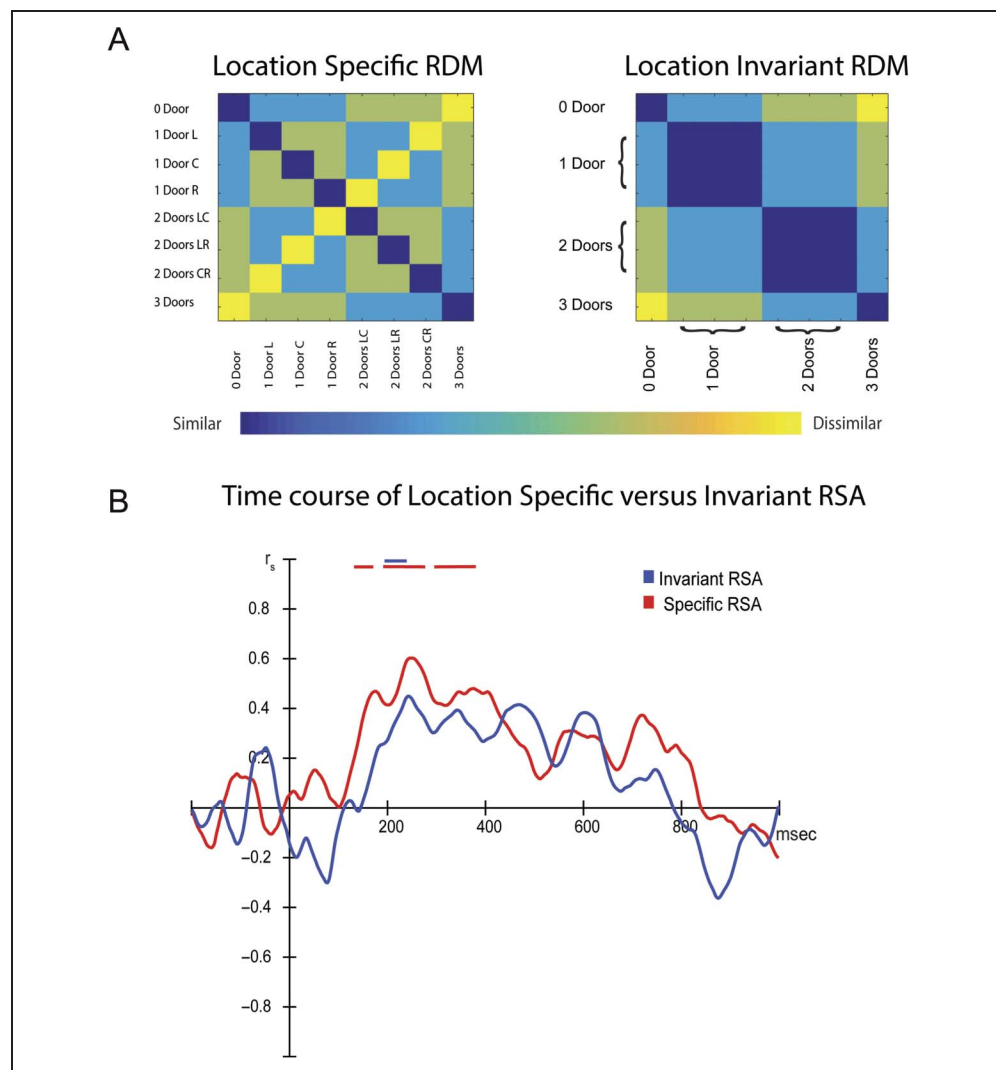 A
Location Specific RDM
0 Door
1 Door L
1 Door C
1 Door R
2 Doors LC
2 Doors LR
2 Doors CR
3 Doors
0 Door
1 Door L
1 Door C
1 Door R
2 Doors LC
2 Doors LR
2 Doors CR
3 Doors
Location Invariant RDM
0 Door
1 Door
2 Doors
3 Doors
0 Door
1 Door
2 Doors
3 Doors
Similar
Dissimilar
B
Time course of Location Specific versus Invariant RSA
rs
0.8
0.6
0.4
0.2
−0.2
−0.4
−0.6
−0.8
200
400
600
800
msec
Invariant RSA
Specific RSA